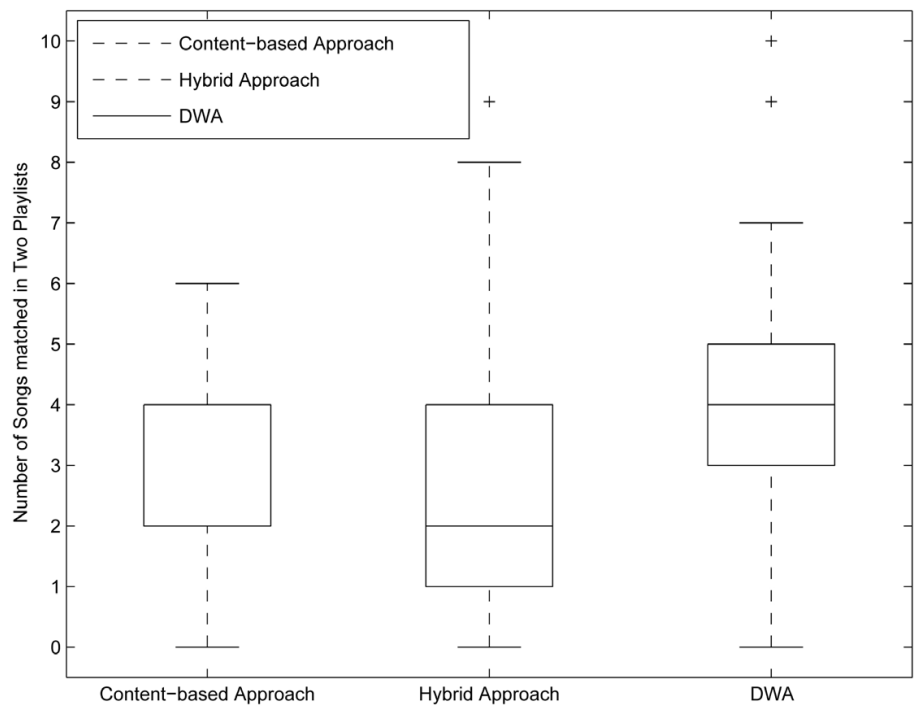 Content−based Approach
Hybrid Approach
DWA
Number of Songs matched in Two Playlists
10
9
8
7
6
5
4
3
2
1
0
Content−based Approach
Hybrid Approach
DWA